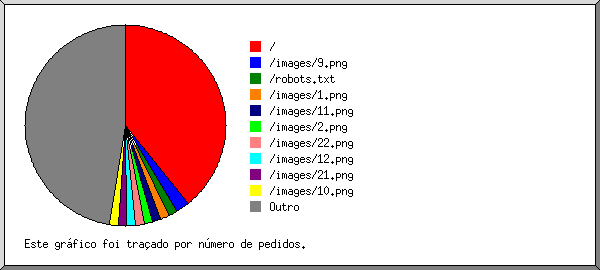 /
/images/9.png
/robots.txt
/images/1.png
/images/11.png
/images/2.png
/images/22.png
/images/12.png
/images/21.png
/images/10.png
Outro
Este gráfico foi traçado por número de pedidos.